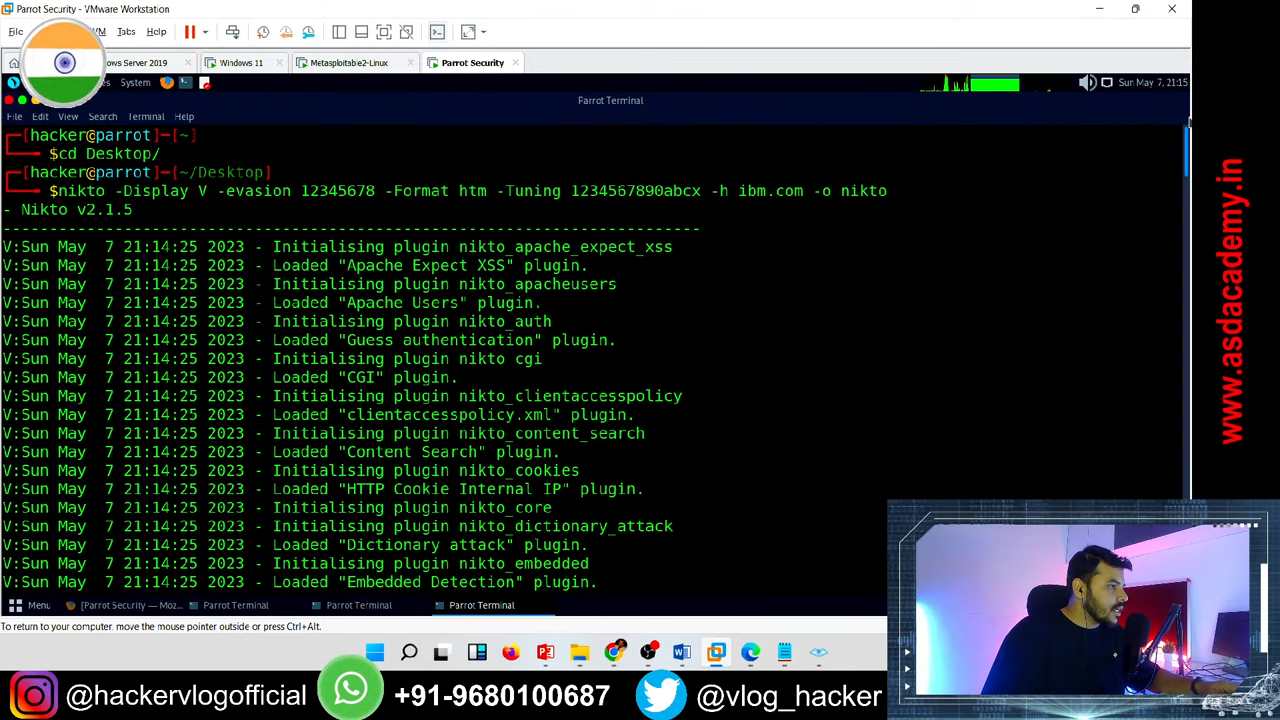 Parrot Security - VMware Workstation
File
VM
Tabs
Help
ows Server 2019
Windows 11
Metasploitable2-Linux
Parrot Security
System
Sun May 7, 21:15
Parrot Terminal
File Edit View Search Terminal Help
[hacker@parrot]─[~]
$cd Desktop/
[hacker@parrot]─[~/Desktop]
$nikto -Display V -evasion 12345678 -Format htm -Tuning 1234567890abcx -h ibm.com -o nikto
- Nikto v2.1.5
---------------------------------------------------------------------------
V:Sun May  7 21:14:25 2023 - Initialising plugin nikto_apache_expect_xss
V:Sun May  7 21:14:25 2023 - Loaded "Apache Expect XSS" plugin.
V:Sun May  7 21:14:25 2023 - Initialising plugin nikto_apacheusers
V:Sun May  7 21:14:25 2023 - Loaded "Apache Users" plugin.
V:Sun May  7 21:14:25 2023 - Initialising plugin nikto_auth
V:Sun May  7 21:14:25 2023 - Loaded "Guess authentication" plugin.
V:Sun May  7 21:14:25 2023 - Initialising plugin nikto cgi
V:Sun May  7 21:14:25 2023 - Loaded "CGI" plugin.
V:Sun May  7 21:14:25 2023 - Initialising plugin nikto_clientaccesspolicy
V:Sun May  7 21:14:25 2023 - Loaded "clientaccesspolicy.xml" plugin.
V:Sun May  7 21:14:25 2023 - Initialising plugin nikto_content_search
V:Sun May  7 21:14:25 2023 - Loaded "Content Search" plugin.
V:Sun May  7 21:14:25 2023 - Initialising plugin nikto_cookies
V:Sun May  7 21:14:25 2023 - Loaded "HTTP Cookie Internal IP" plugin.
V:Sun May  7 21:14:25 2023 - Initialising plugin nikto_core
V:Sun May  7 21:14:25 2023 - Initialising plugin nikto_dictionary_attack
V:Sun May  7 21:14:25 2023 - Loaded "Dictionary attack" plugin.
V:Sun May  7 21:14:25 2023 - Initialising plugin nikto_embedded
V:Sun May  7 21:14:25 2023 - Loaded "Embedded Detection" plugin.
Menu
[Parrot Security — Moz...
Parrot Terminal
Parrot Terminal
Parrot Terminal
To return to your computer, move the mouse pointer outside or press Ctrl+Alt.
@hackervlogofficial
+91-9680100687
@vlog_hacker
www.asdacademy.in